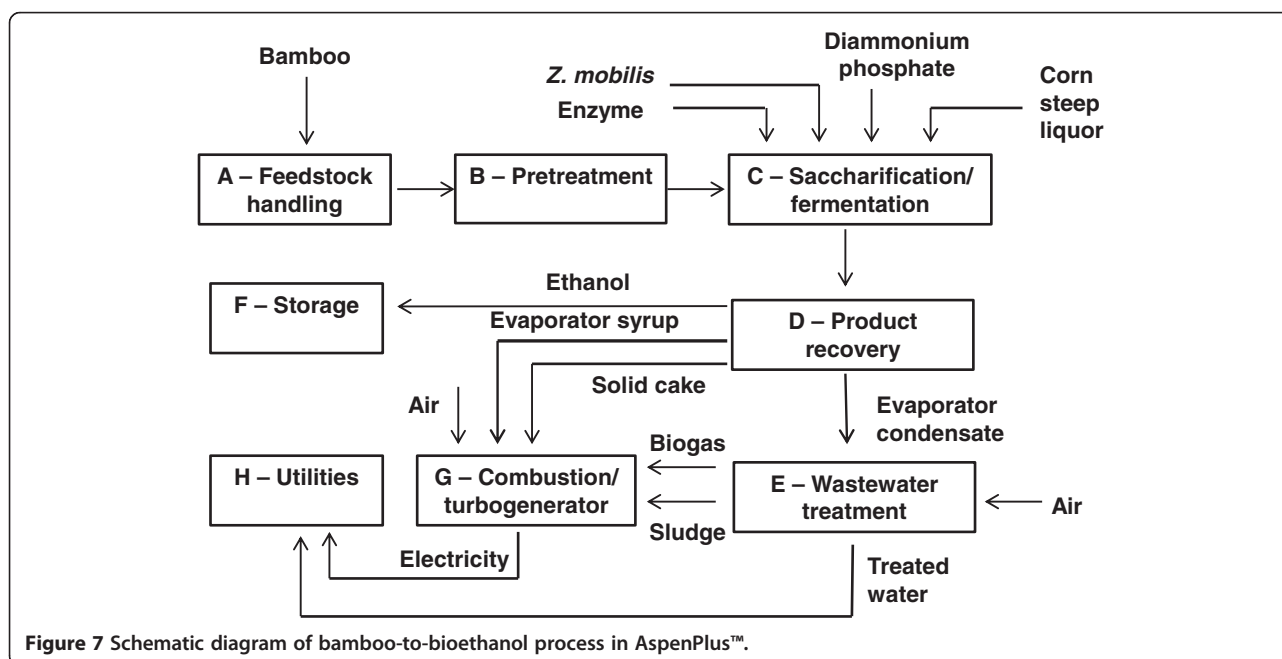 Bamboo
Z. mobilis
Enzyme
Diammonium
phosphate
Corn
steep
liquor
A – Feedstock
handling
B – Pretreatment
C – Saccharification/
fermentation
F – Storage
Ethanol
Evaporator syrup
Solid cake
D – Product
recovery
Air
Evaporator
condensate
H – Utilities
G – Combustion/
turbogenerator
Biogas
Sludge
E – Wastewater
treatment
Air
Electricity
Treated
water
Figure 7 Schematic diagram of bamboo-to-bioethanol process in AspenPlus™.